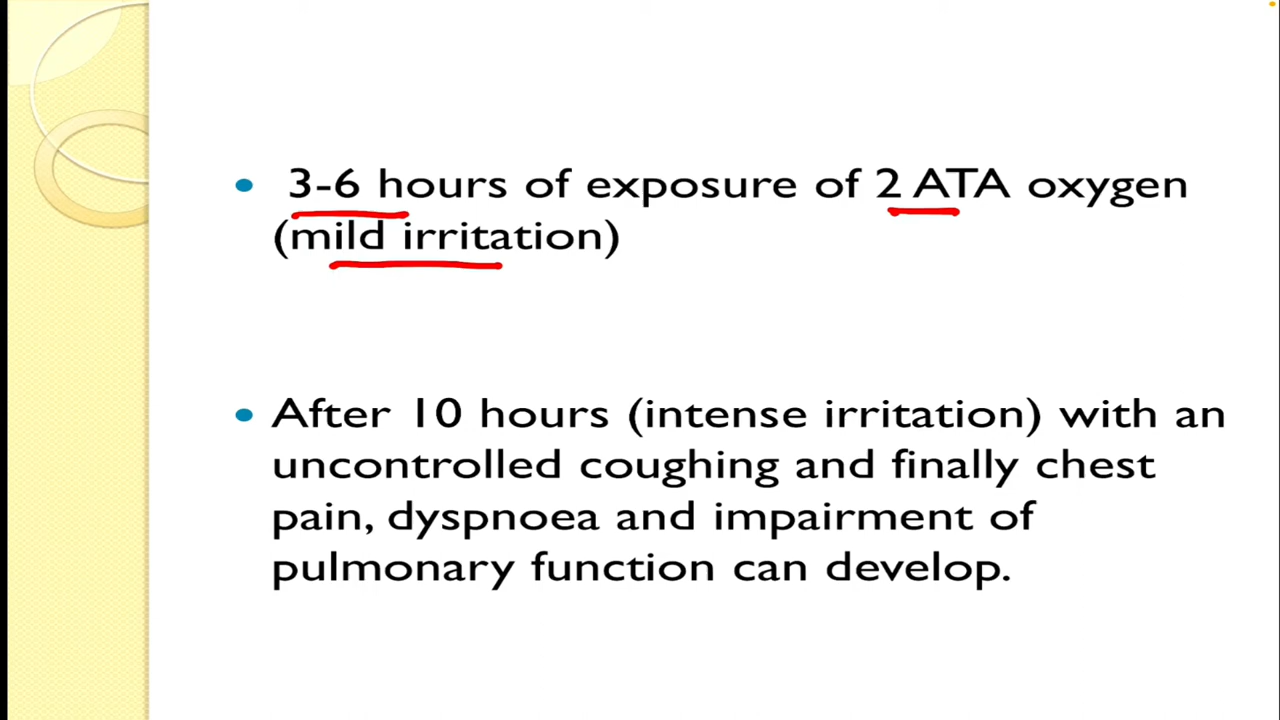 3-6 hours of exposure of 2 ATA oxygen
(mild irritation)
After 10 hours (intense irritation) with an
uncontrolled coughing and finally chest
pain, dyspnoea and impairment of
pulmonary function can develop.